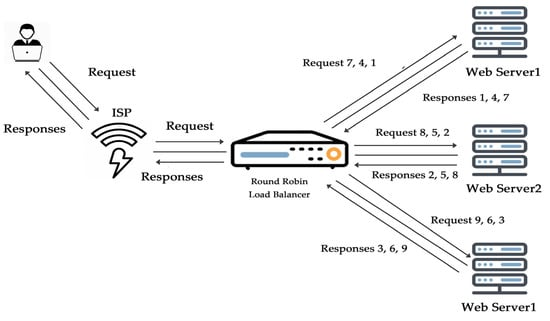 Request
ISP
Responses
Request
Responses
Round Robin
Load Balancer
Request 7, 4, 1
Web Server1
Responses 1, 4, 7
Request 8, 5, 2
Responses 2, 5, 8
Web Server2
Request 9, 6, 3
Responses 3, 6, 9
Web Server1